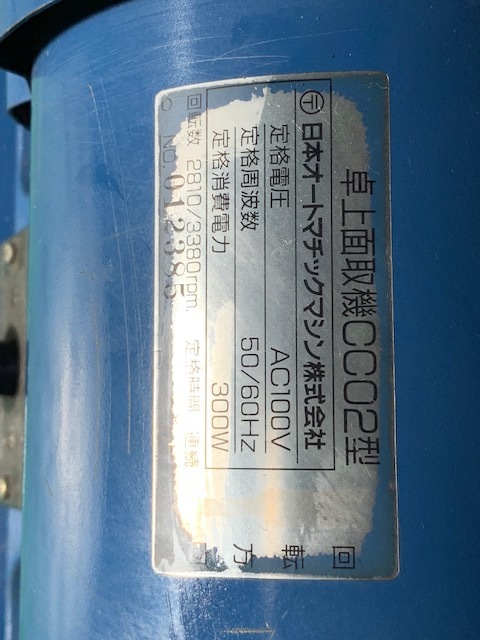 卓上面取機CC02型
〒 日本オートマチックマシン株式会社
定格電圧 AC100V
定格周波数 50/60Hz
定格消費電力 300W
回転数 2810/3380rpm 定格時間 連続
No. 012385
回転方向